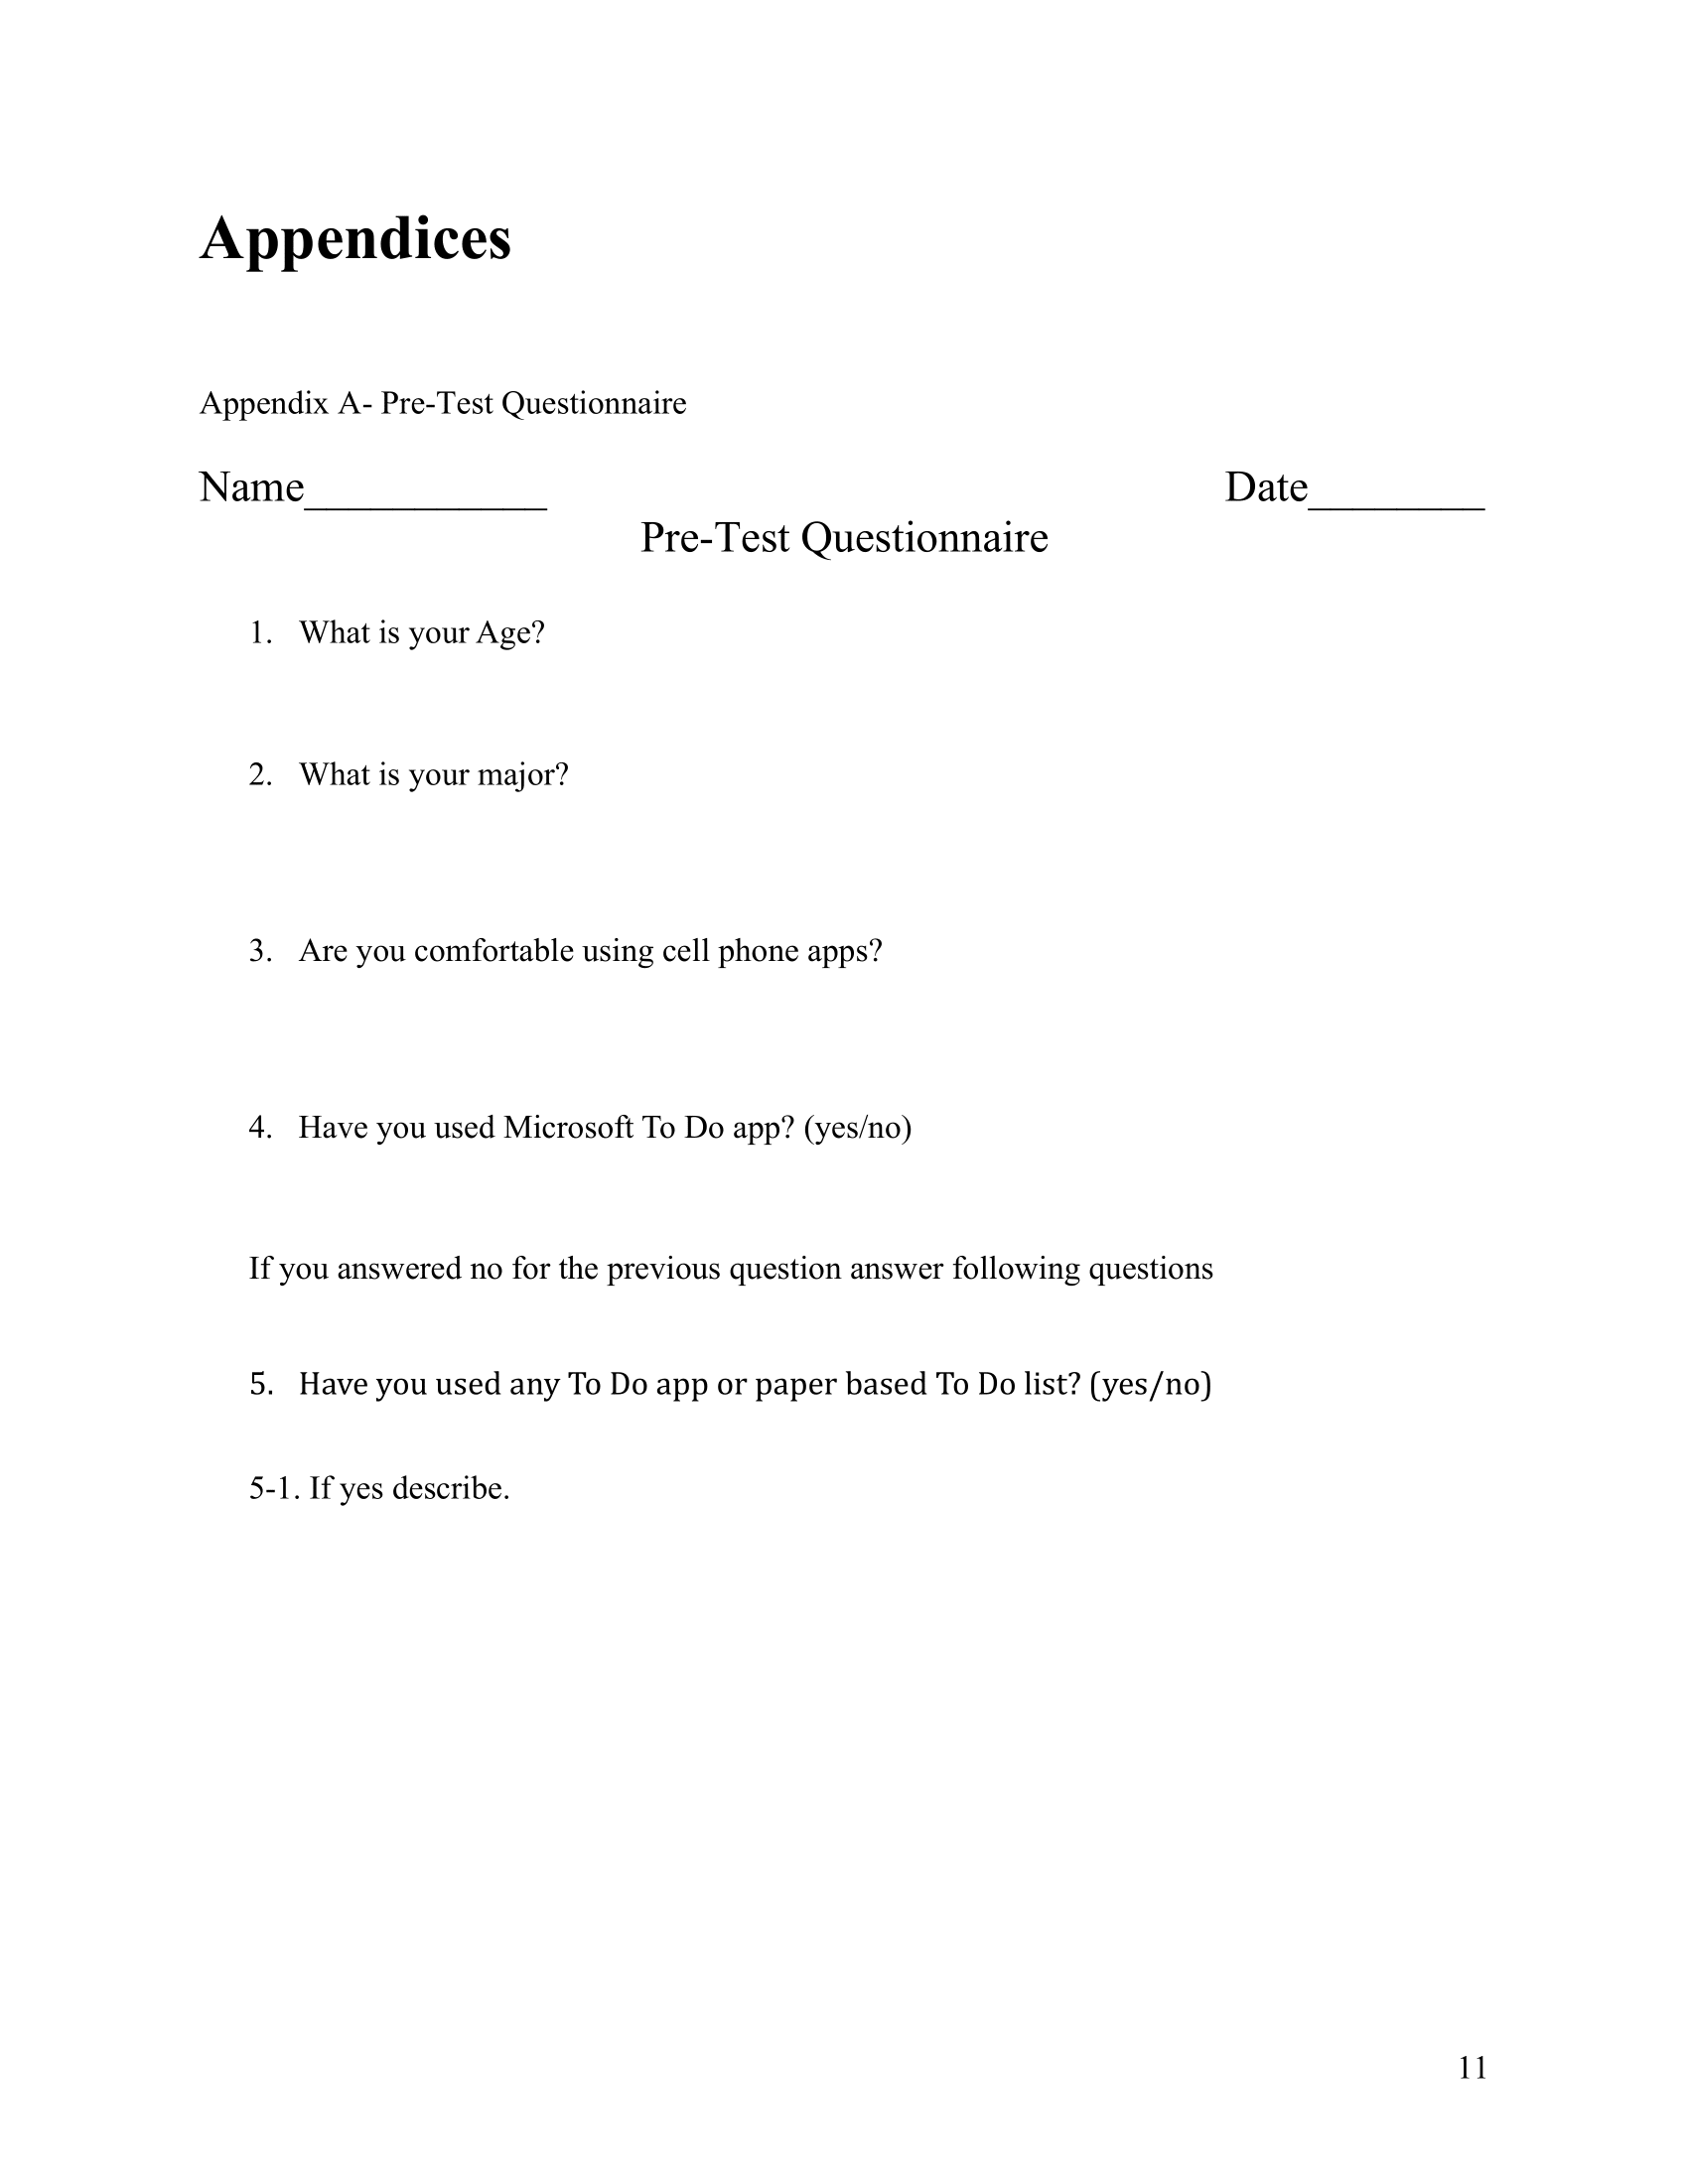 Appendices
Appendix A- Pre-Test Questionnaire
Name___________ Date________
Pre-Test Questionnaire
1. What is your Age?
2. What is your major?
3. Are you comfortable using cell phone apps?
4. Have you used Microsoft To Do app? (yes/no)
If you answered no for the previous question answer following questions
5. Have you used any To Do app or paper based To Do list? (yes/no)
5-1. If yes describe.
11